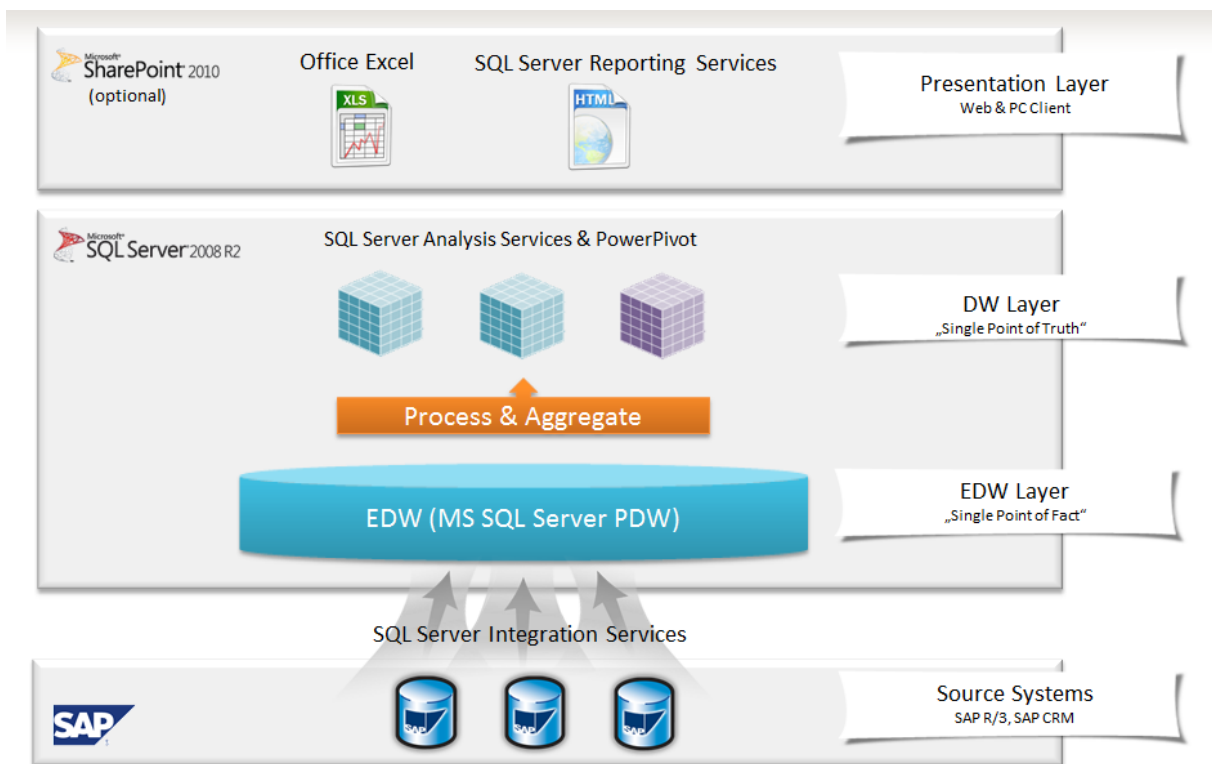 Microsoft®
SharePoint® 2010
(optional)
Office Excel
XLS
SQL Server Reporting Services
HTML
Presentation Layer
Web & PC Client
Microsoft®
SQL Server® 2008 R2
SQL Server Analysis Services & PowerPivot
DW Layer
„Single Point of Truth“
Process & Aggregate
EDW (MS SQL Server PDW)
EDW Layer
„Single Point of Fact“
SQL Server Integration Services
SAP
SAP
SAP
SAP
Source Systems
SAP R/3, SAP CRM